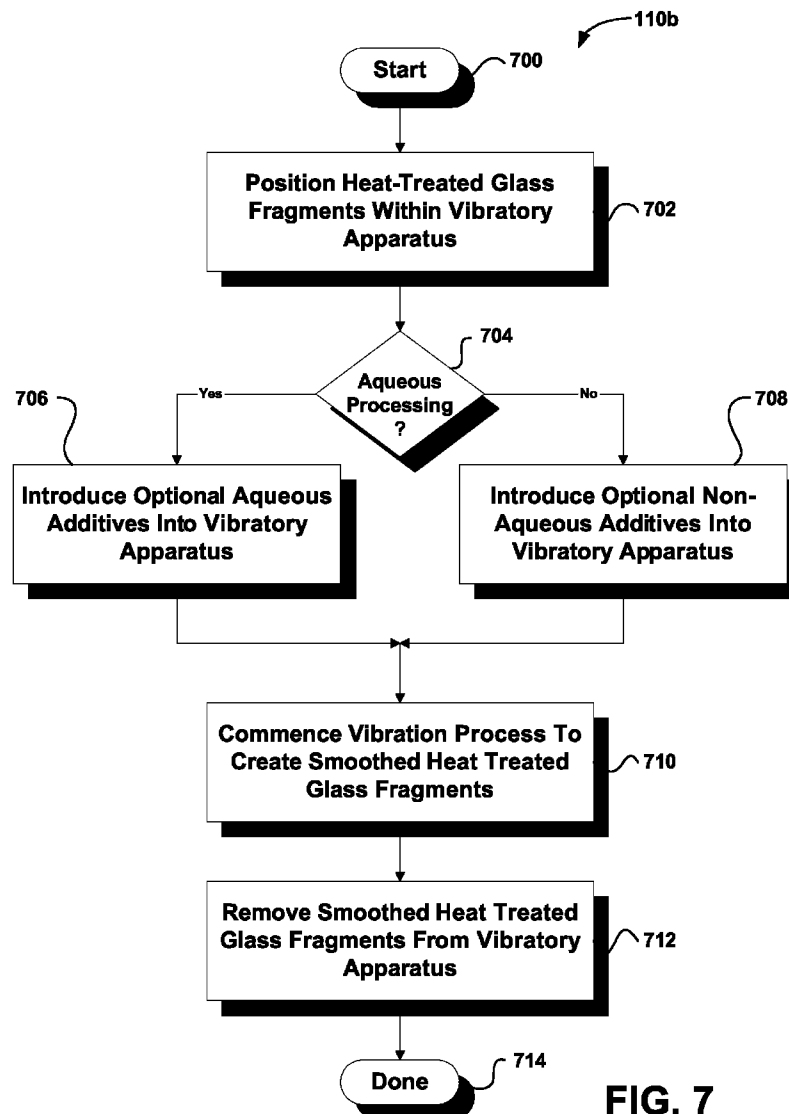 110b
Start
700
Position Heat-Treated Glass
Fragments Within Vibratory
Apparatus
702
704
Aqueous
Processing
?
Yes
No
706
708
Introduce Optional Aqueous
Additives Into Vibratory
Apparatus
Introduce Optional Non-
Aqueous Additives Into
Vibratory Apparatus
Commence Vibration Process To
Create Smoothed Heat Treated
Glass Fragments
710
Remove Smoothed Heat Treated
Glass Fragments From Vibratory
Apparatus
712
Done
714
FIG. 7